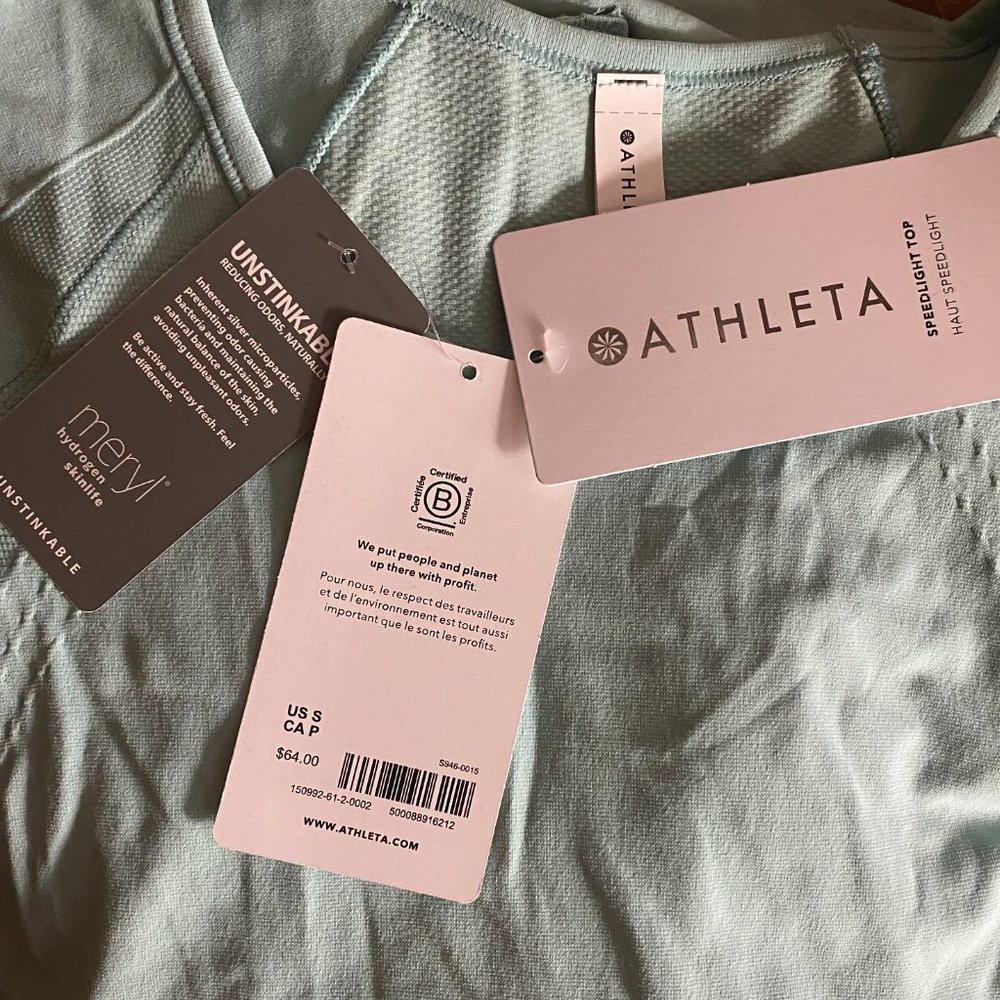 ATHL
UNSTINKABLE
REDUCING ODORS, NATURALLY
Inherent silver microparticles,
preventing odor causing
bacteria and maintaining the
natural balance of the skin,
avoiding unpleasant odors.
Be active and stay fresh. Feel
the difference.
meryl®
hydrogen
skinlife
UNSTINKABLE
ATHLETA
SPEEDLIGHT TOP
HAUT SPEEDLIGHT
Certified
Certifiée
B
Entreprise
Corporation
We put people and planet
up there with profit.
Pour nous, le respect des travailleurs
et de l'environnement est tout aussi
important que le sont les profits.
US S
CA P
$64.00
S946-0015
150992-61-2-0002
500088916212
WWW.ATHLETA.COM